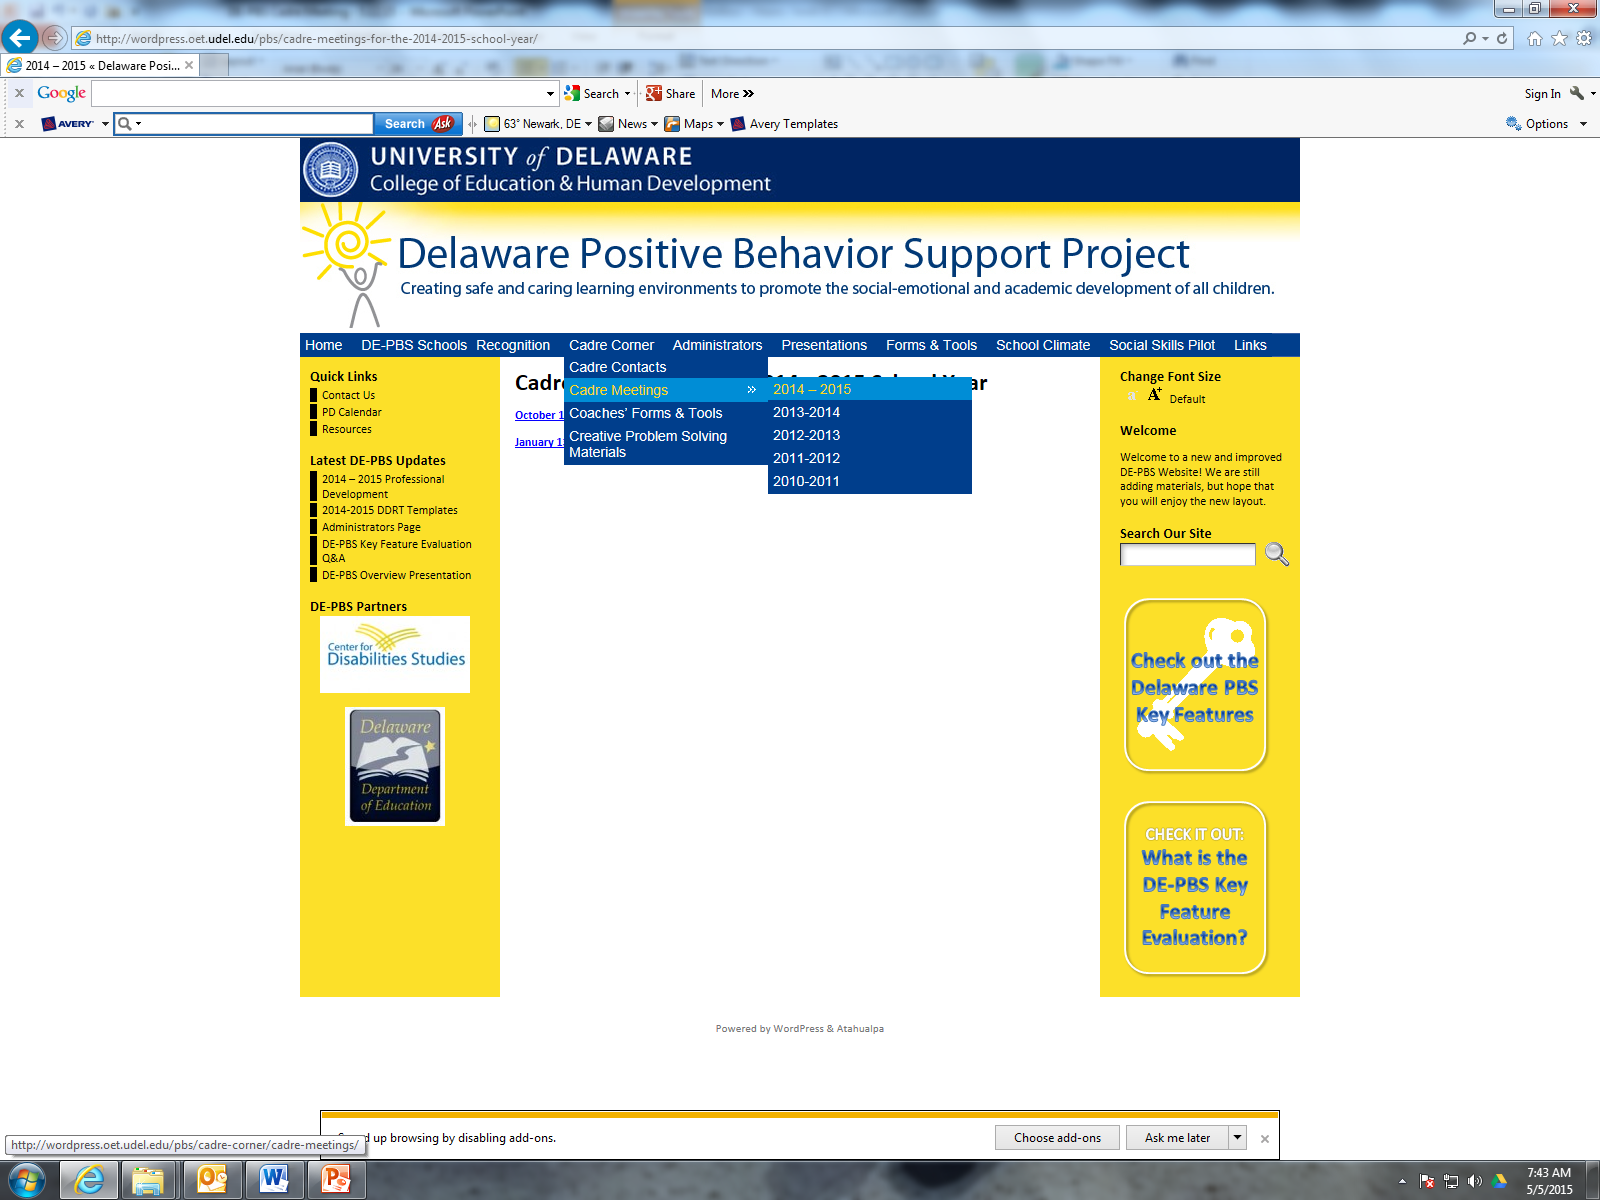 http://wordpress.oet.udel.edu/pbs/cadre-meetings-for-the-2014-2015-school-year/
2014 – 2015 « Delaware Posi...
Google
Search
Share
More »
Sign In
AVERY
Search Ask
63° Newark, DE
News
Maps
Avery Templates
Options
UNIVERSITY of DELAWARE
College of Education & Human Development
Delaware Positive Behavior Support Project
Creating safe and caring learning environments to promote the social-emotional and academic development of all children.
Home DE-PBS Schools Recognition Cadre Corner Administrators Presentations Forms & Tools School Climate Social Skills Pilot Links
Quick Links
Contact Us
PD Calendar
Resources
Latest DE-PBS Updates
2014 – 2015 Professional
Development
2014-2015 DDRT Templates
Administrators Page
DE-PBS Key Feature Evaluation
Q&A
DE-PBS Overview Presentation
DE-PBS Partners
Center for
Disabilities Studies
Delaware
Department
of Education
Cadre Contacts
Cadre Meetings »
Coaches' Forms & Tools
Creative Problem Solving
Materials
2014 – 2015
2013-2014
2012-2013
2011-2012
2010-2011
October 1
January 1
Change Font Size
a A+ Default
Welcome
Welcome to a new and improved
DE-PBS Website! We are still
adding materials, but hope that
you will enjoy the new layout.
Search Our Site
Check out the
Delaware PBS
Key Features
CHECK IT OUT:
What is the
DE-PBS Key
Feature
Evaluation?
Powered by WordPress & Atahualpa
up browsing by disabling add-ons.
Choose add-ons
Ask me later
http://wordpress.oet.udel.edu/pbs/cadre-corner/cadre-meetings/
7:43 AM
5/5/2015